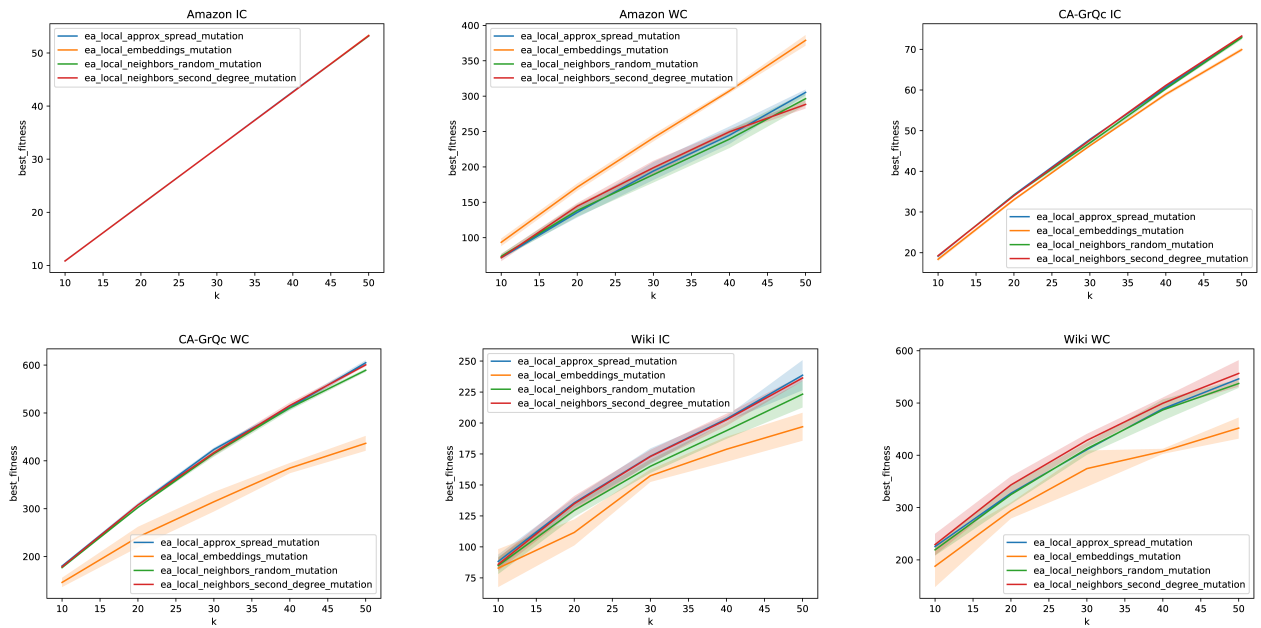 Amazon IC
ea_local_approx_spread_mutation
ea_local_embeddings_mutation
ea_local_neighbors_random_mutation
ea_local_neighbors_second_degree_mutation
50
40
30
20
10
best_fitness
10 15 20 25 30 35 40 45 50
k
Amazon WC
ea_local_approx_spread_mutation
ea_local_embeddings_mutation
ea_local_neighbors_random_mutation
ea_local_neighbors_second_degree_mutation
400
350
300
250
200
150
100
best_fitness
10 15 20 25 30 35 40 45 50
k
CA-GrQc IC
70
60
50
40
30
20
best_fitness
ea_local_approx_spread_mutation
ea_local_embeddings_mutation
ea_local_neighbors_random_mutation
ea_local_neighbors_second_degree_mutation
10 15 20 25 30 35 40 45 50
k
CA-GrQc WC
600
500
400
300
200
best_fitness
ea_local_approx_spread_mutation
ea_local_embeddings_mutation
ea_local_neighbors_random_mutation
ea_local_neighbors_second_degree_mutation
10 15 20 25 30 35 40 45 50
k
Wiki IC
ea_local_approx_spread_mutation
ea_local_embeddings_mutation
ea_local_neighbors_random_mutation
ea_local_neighbors_second_degree_mutation
250
225
200
175
150
125
100
75
best_fitness
10 15 20 25 30 35 40 45 50
k
Wiki WC
600
500
400
300
200
best_fitness
ea_local_approx_spread_mutation
ea_local_embeddings_mutation
ea_local_neighbors_random_mutation
ea_local_neighbors_second_degree_mutation
10 15 20 25 30 35 40 45 50
k